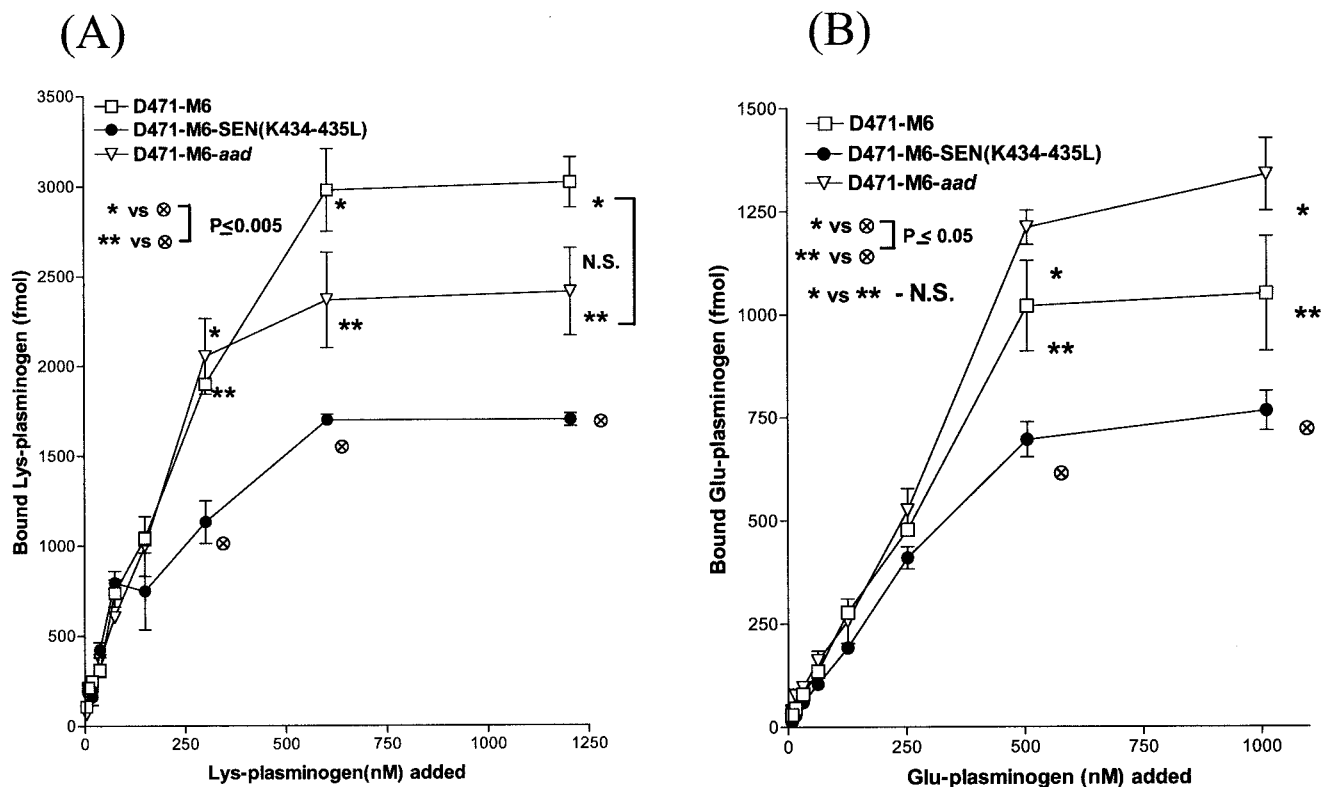 (A)
3500
3000
2500
2000
1500
1000
500
0
Bound Lys-plasminogen (fmol)
D471-M6
D471-M6-SEN(K434-435L)
D471-M6-aad
* vs ⊗
** vs ⊗
P≤0.005
*
*
N.S.
*
**
**
**
⊗
⊗
⊗
0
250
500
750
1000
1250
Lys-plasminogen(nM) added
(B)
1500
1250
1000
750
500
250
0
Bound Glu-plasminogen (fmol)
D471-M6
D471-M6-SEN(K434-435L)
D471-M6-aad
* vs ⊗
** vs ⊗
P≤ 0.05
* vs ** - N.S.
*
*
**
**
⊗
⊗
0
250
500
750
1000
Glu-plasminogen (nM) added